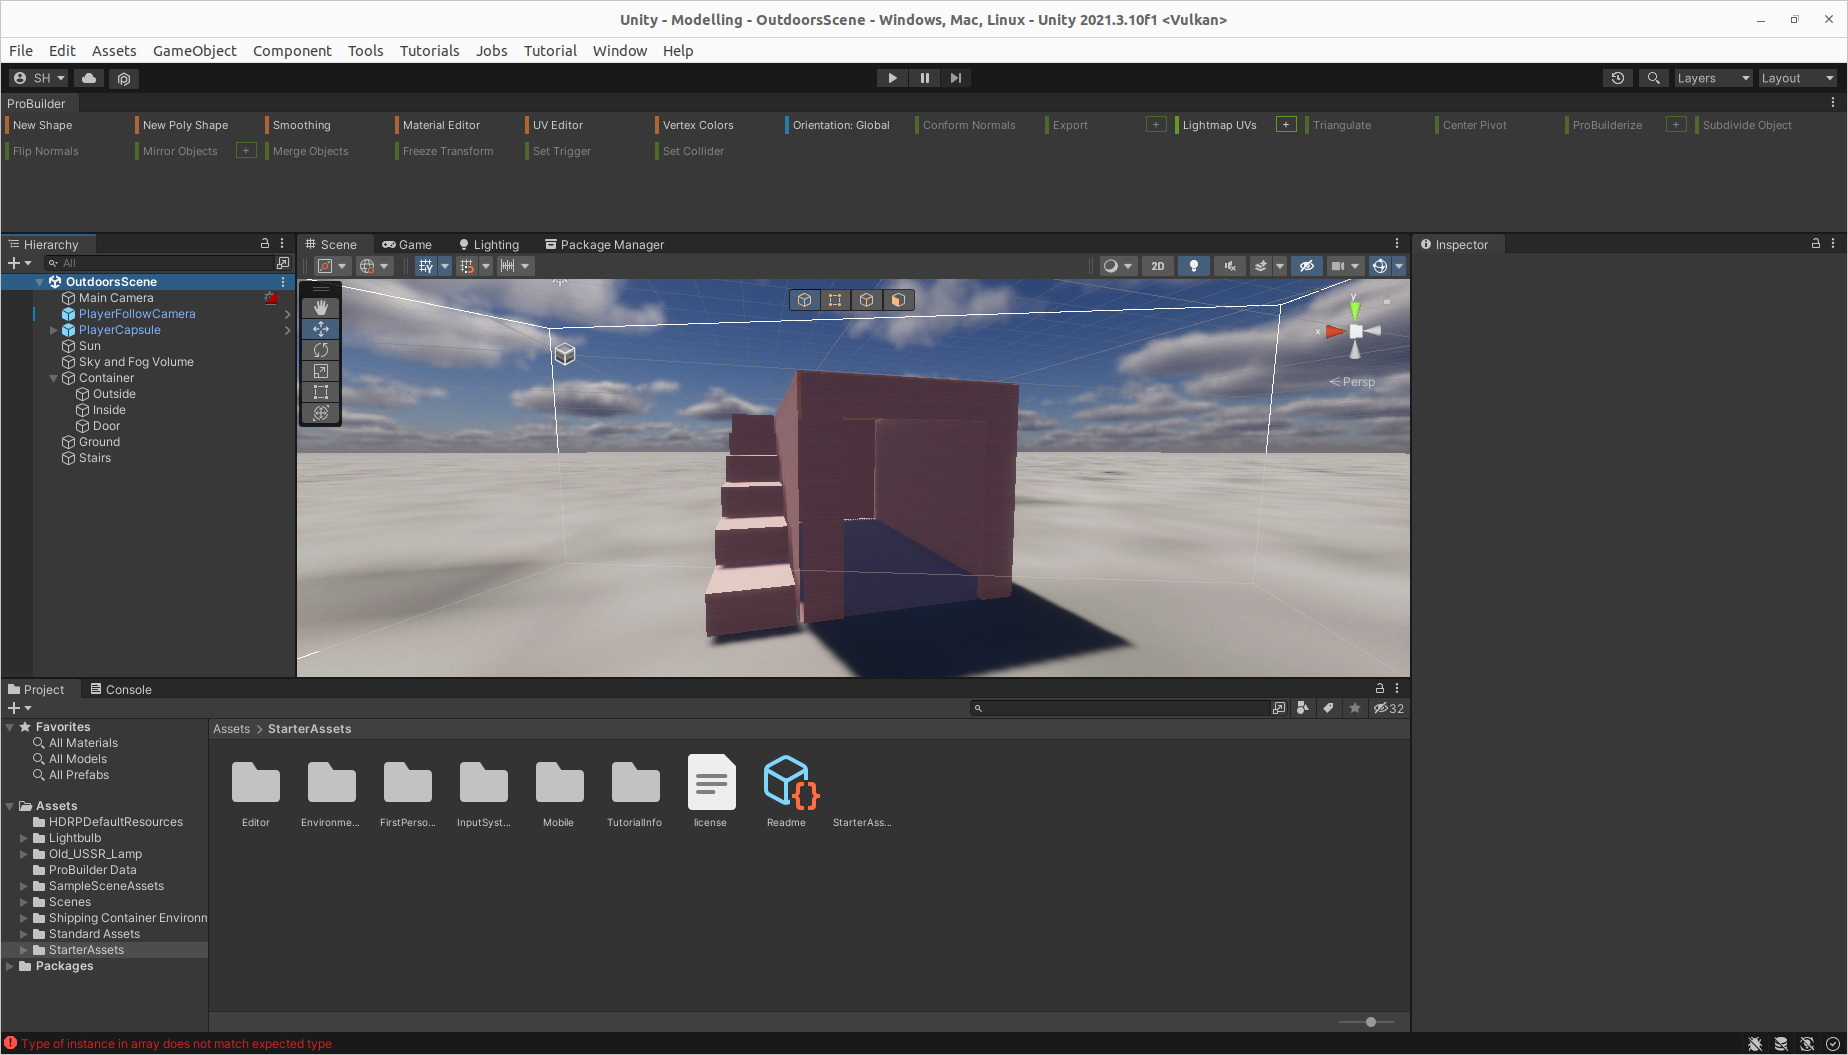 Unity - Modelling - OutdoorsScene - Windows, Mac, Linux - Unity 2021.3.10f1 <Vulkan>
File Edit Assets GameObject Component Tools Tutorials Jobs Tutorial Window Help
SH Layers Layout
ProBuilder
New Shape New Poly Shape Smoothing Material Editor UV Editor Vertex Colors Orientation: Global Conform Normals Export + Lightmap UVs + Triangulate Center Pivot ProBuilderize + Subdivide Object
Flip Normals Mirror Objects + Merge Objects Freeze Transform Set Trigger Set Collider
Hierarchy
All
OutdoorsScene
Main Camera
PlayerFollowCamera
PlayerCapsule
Sun
Sky and Fog Volume
Container
Outside
Inside
Door
Ground
Stairs
Scene Game Lighting Package Manager
2D
y
x
Persp
Inspector
Project Console
32
Favorites
All Materials
All Models
All Prefabs
Assets
HDRPDefaultResources
Lightbulb
Old_USSR_Lamp
ProBuilder Data
SampleSceneAssets
Scenes
Shipping Container Environm
Standard Assets
StarterAssets
Packages
Assets > StarterAssets
Editor Environme... FirstPerso... InputSyst... Mobile TutorialInfo license Readme StarterAss...
Type of instance in array does not match expected type